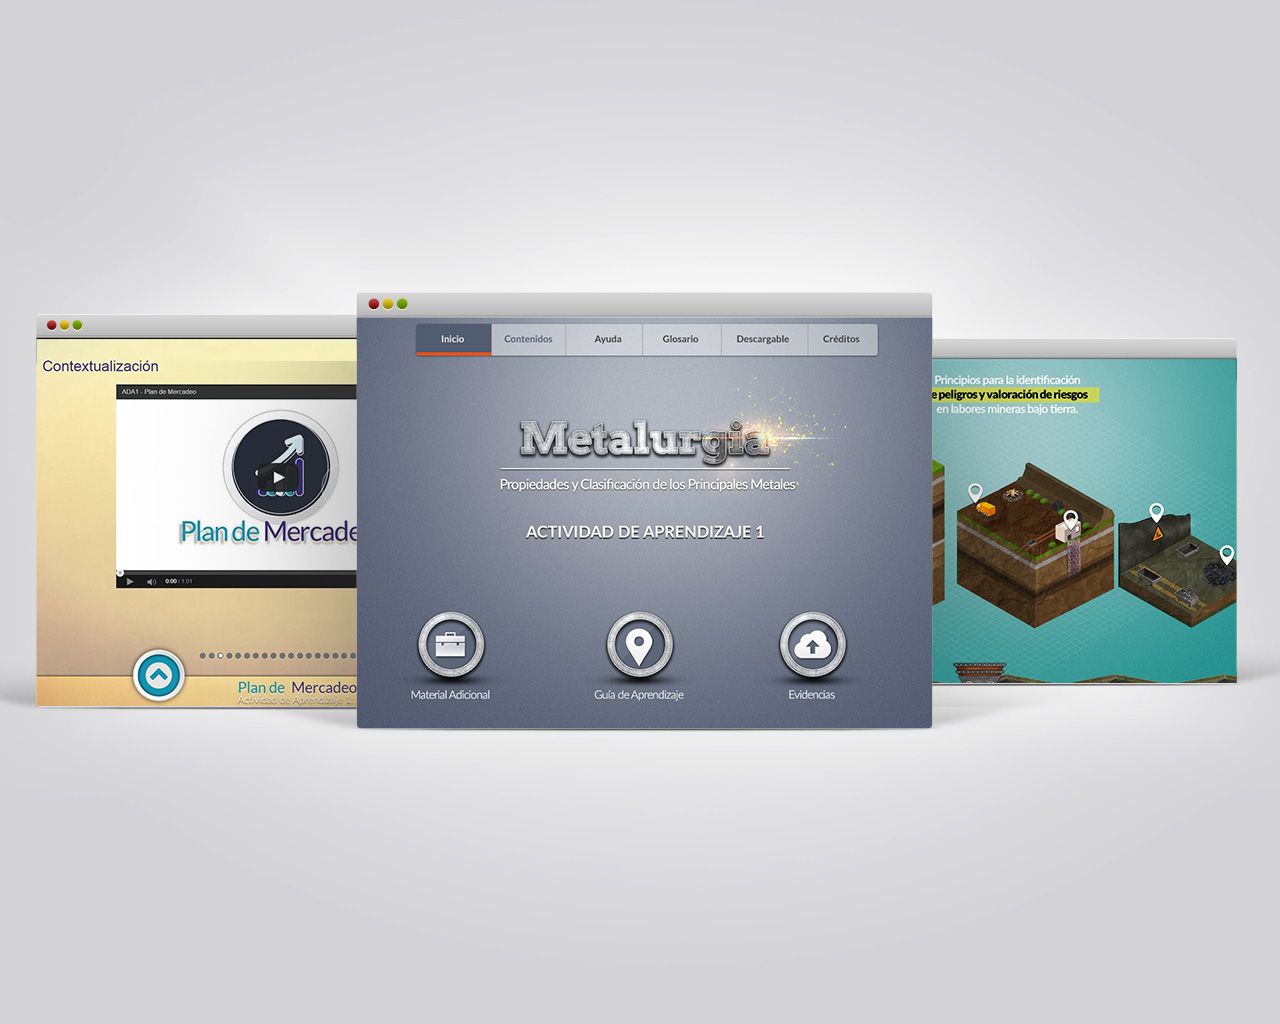 Contextualización
ADA1 - Plan de Mercadeo
Plan de Mercade
0:00 / 1:01
Plan de Mercadeo
Actividad de Aprendizaje 1:
Inicio
Contenidos
Ayuda
Glosario
Descargable
Créditos
Metalurgia
Propiedades y Clasificación de los Principales Metales
ACTIVIDAD DE APRENDIZAJE 1
Material Adicional
Guía de Aprendizaje
Evidencias
Principios para la identificación
e peligros y valoración de riesgos
en labores mineras bajo tierra.